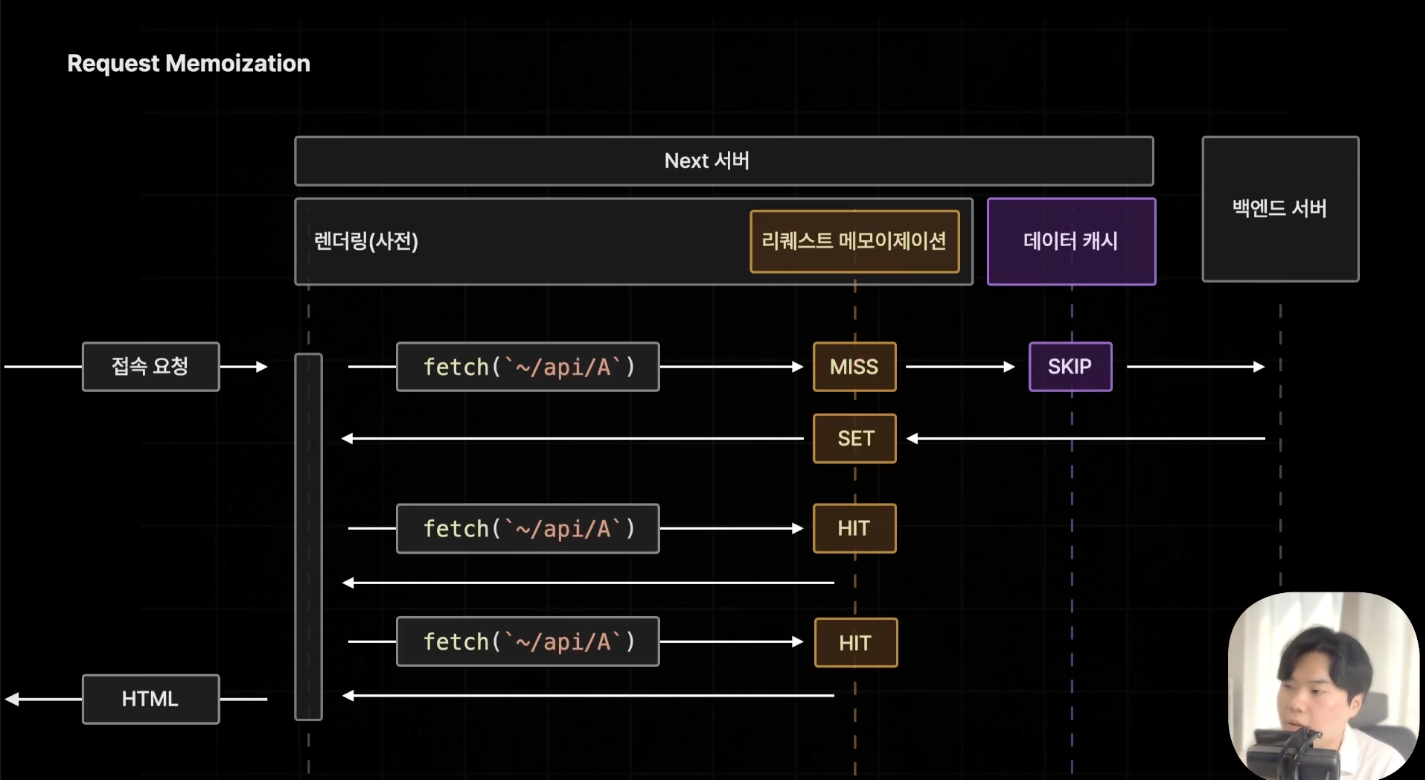 Request Memoization
Next 서버
백엔드 서버
렌더링(사전)
리퀘스트 메모이제이션
데이터 캐시
접속 요청
fetch(`~/api/A`)
MISS
SKIP
SET
fetch(`~/api/A`)
HIT
fetch(`~/api/A`)
HIT
HTML